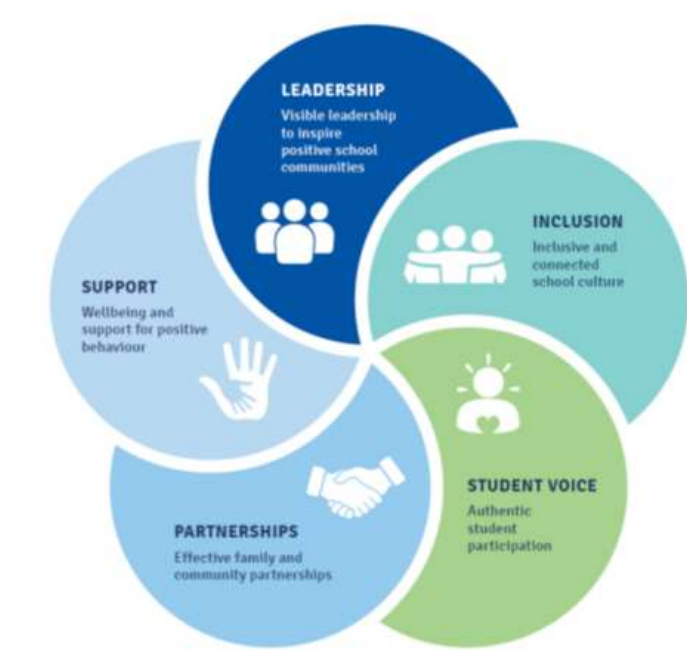 LEADERSHIP
Visible leadership
to inspire
positive school
communities
INCLUSION
Inclusive and
connected
school culture
STUDENT VOICE
Authentic
student
participation
PARTNERSHIPS
Effective family and
community partnerships
SUPPORT
Wellbeing and
support for positive
behaviour